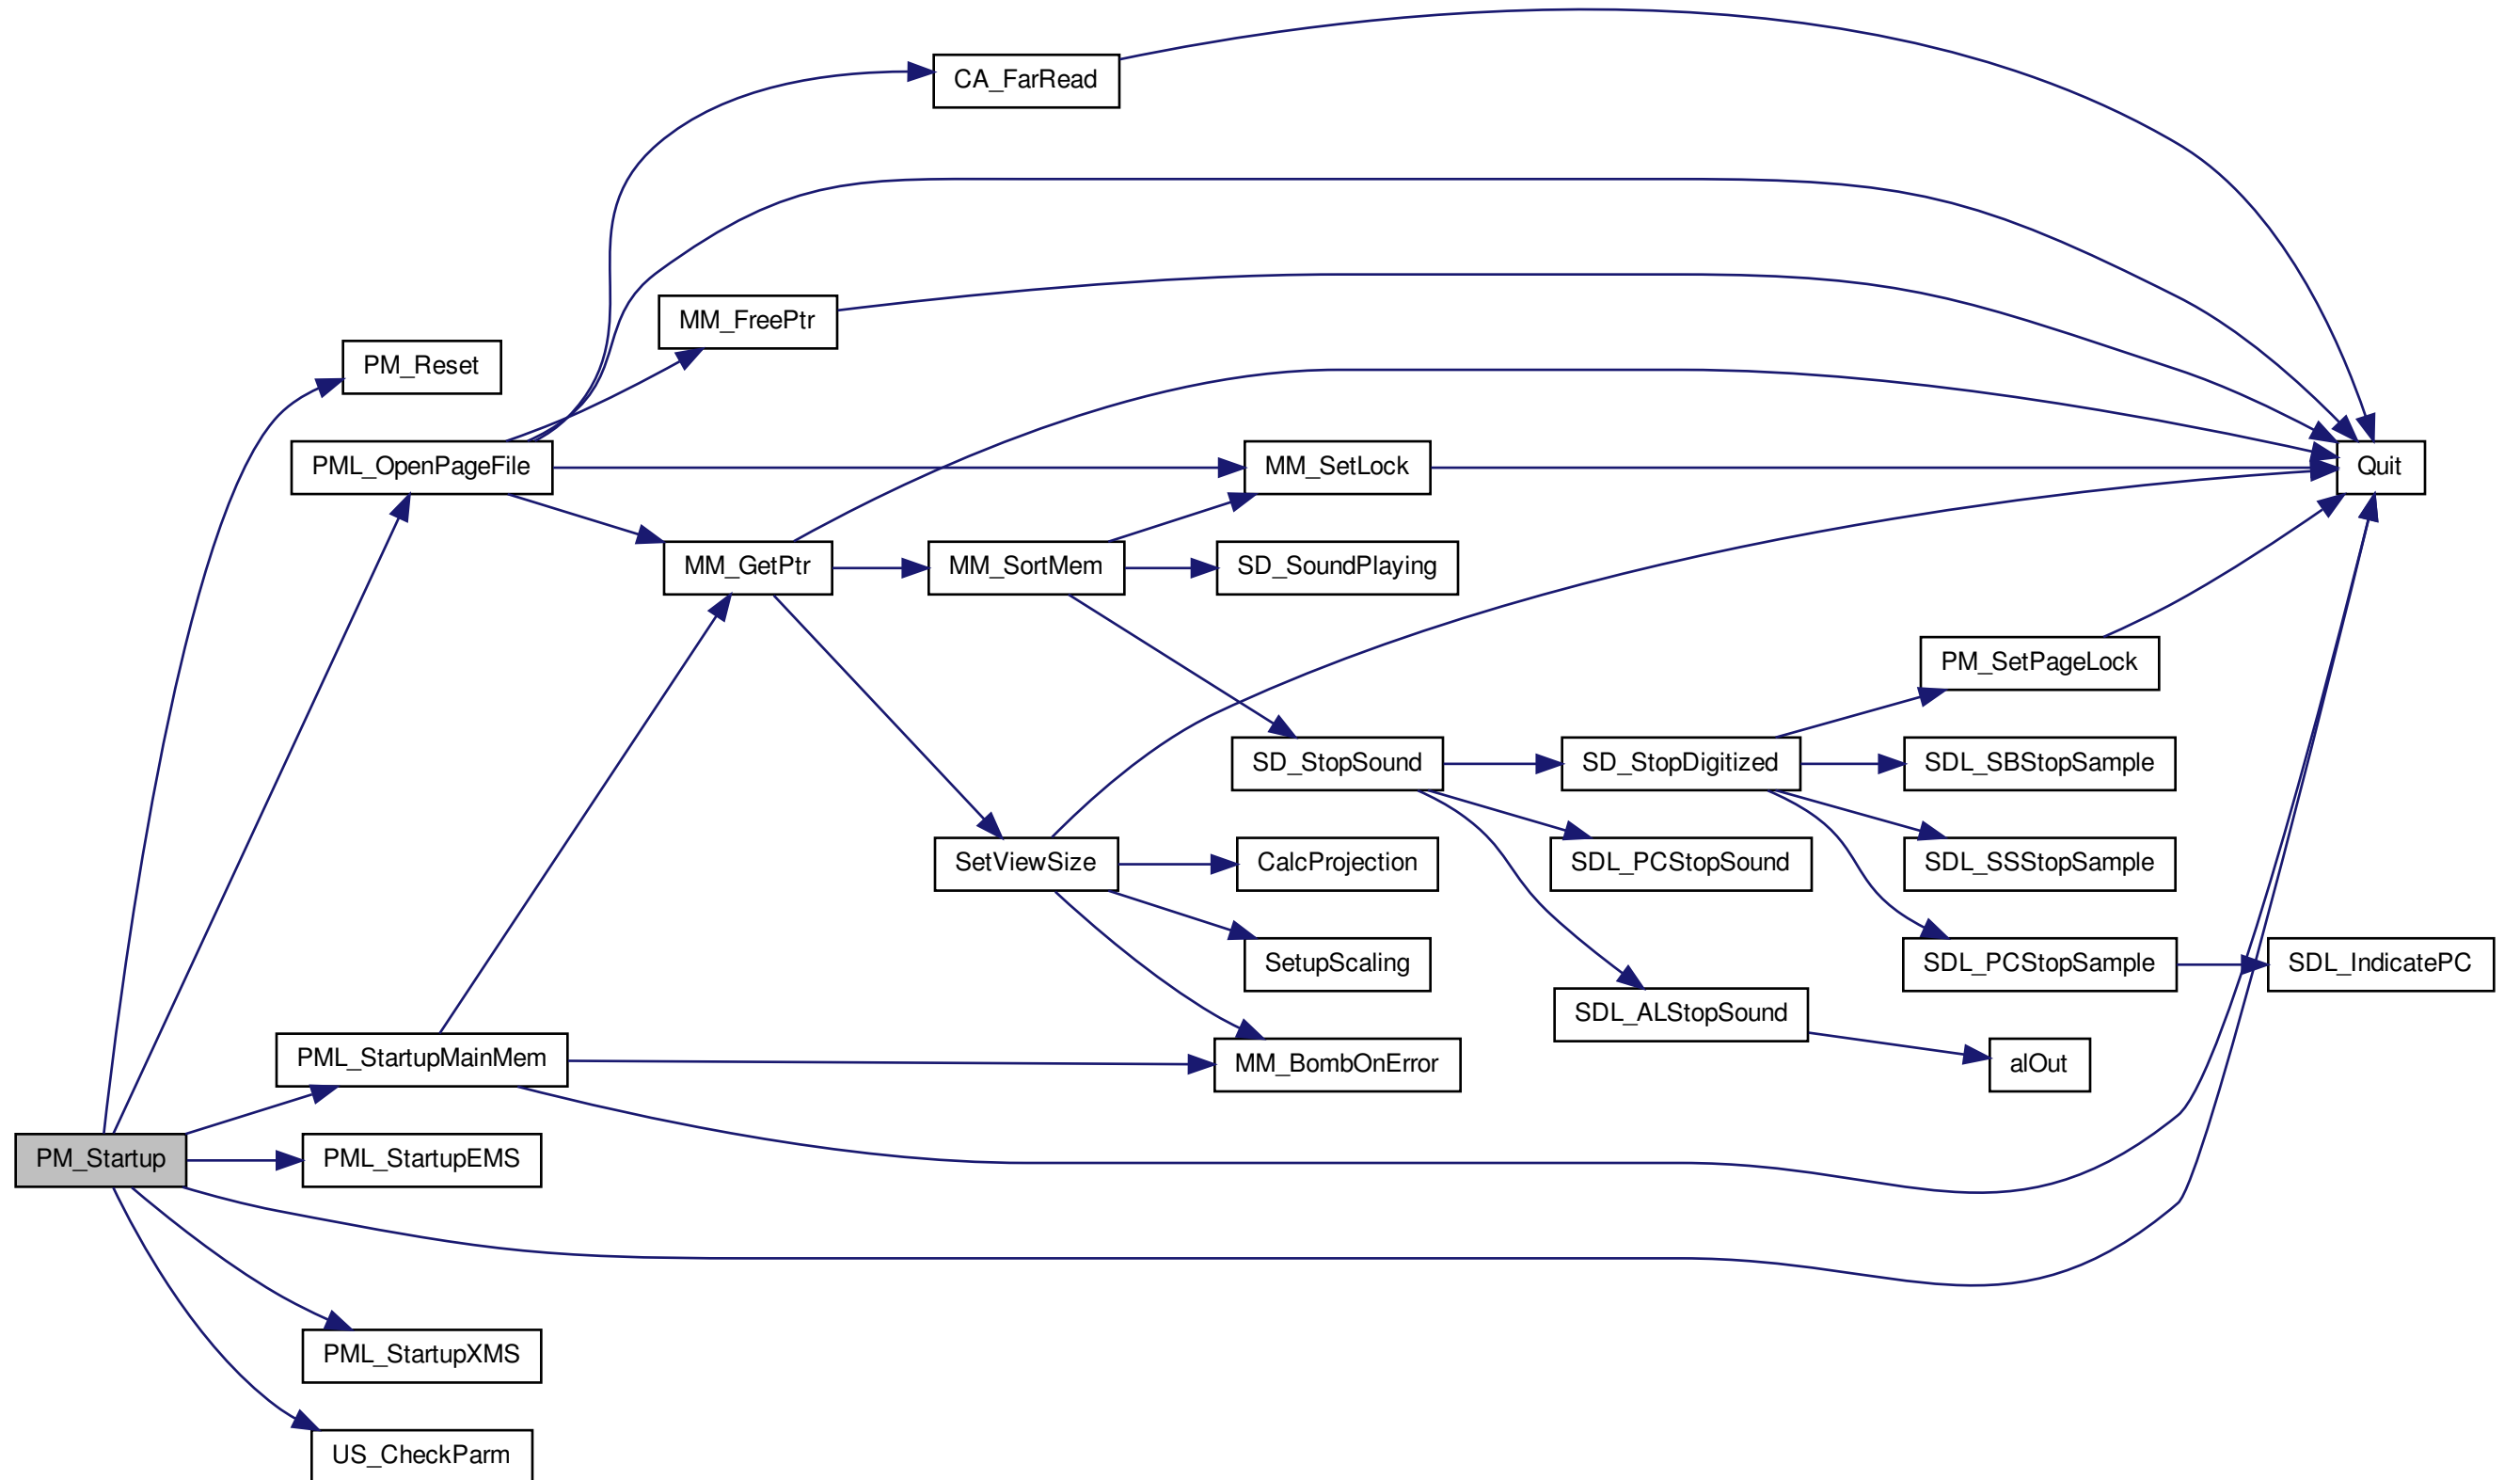 CA_FarRead
MM_FreePtr
PM_Reset
PML_OpenPageFile
MM_SetLock
Quit
MM_GetPtr
MM_SortMem
SD_SoundPlaying
PM_SetPageLock
SD_StopSound
SD_StopDigitized
SDL_SBStopSample
SetViewSize
CalcProjection
SDL_PCStopSound
SDL_SSStopSample
SetupScaling
SDL_PCStopSample
SDL_IndicatePC
SDL_ALStopSound
PML_StartupMainMem
MM_BombOnError
alOut
PM_Startup
PML_StartupEMS
PML_StartupXMS
US_CheckParm